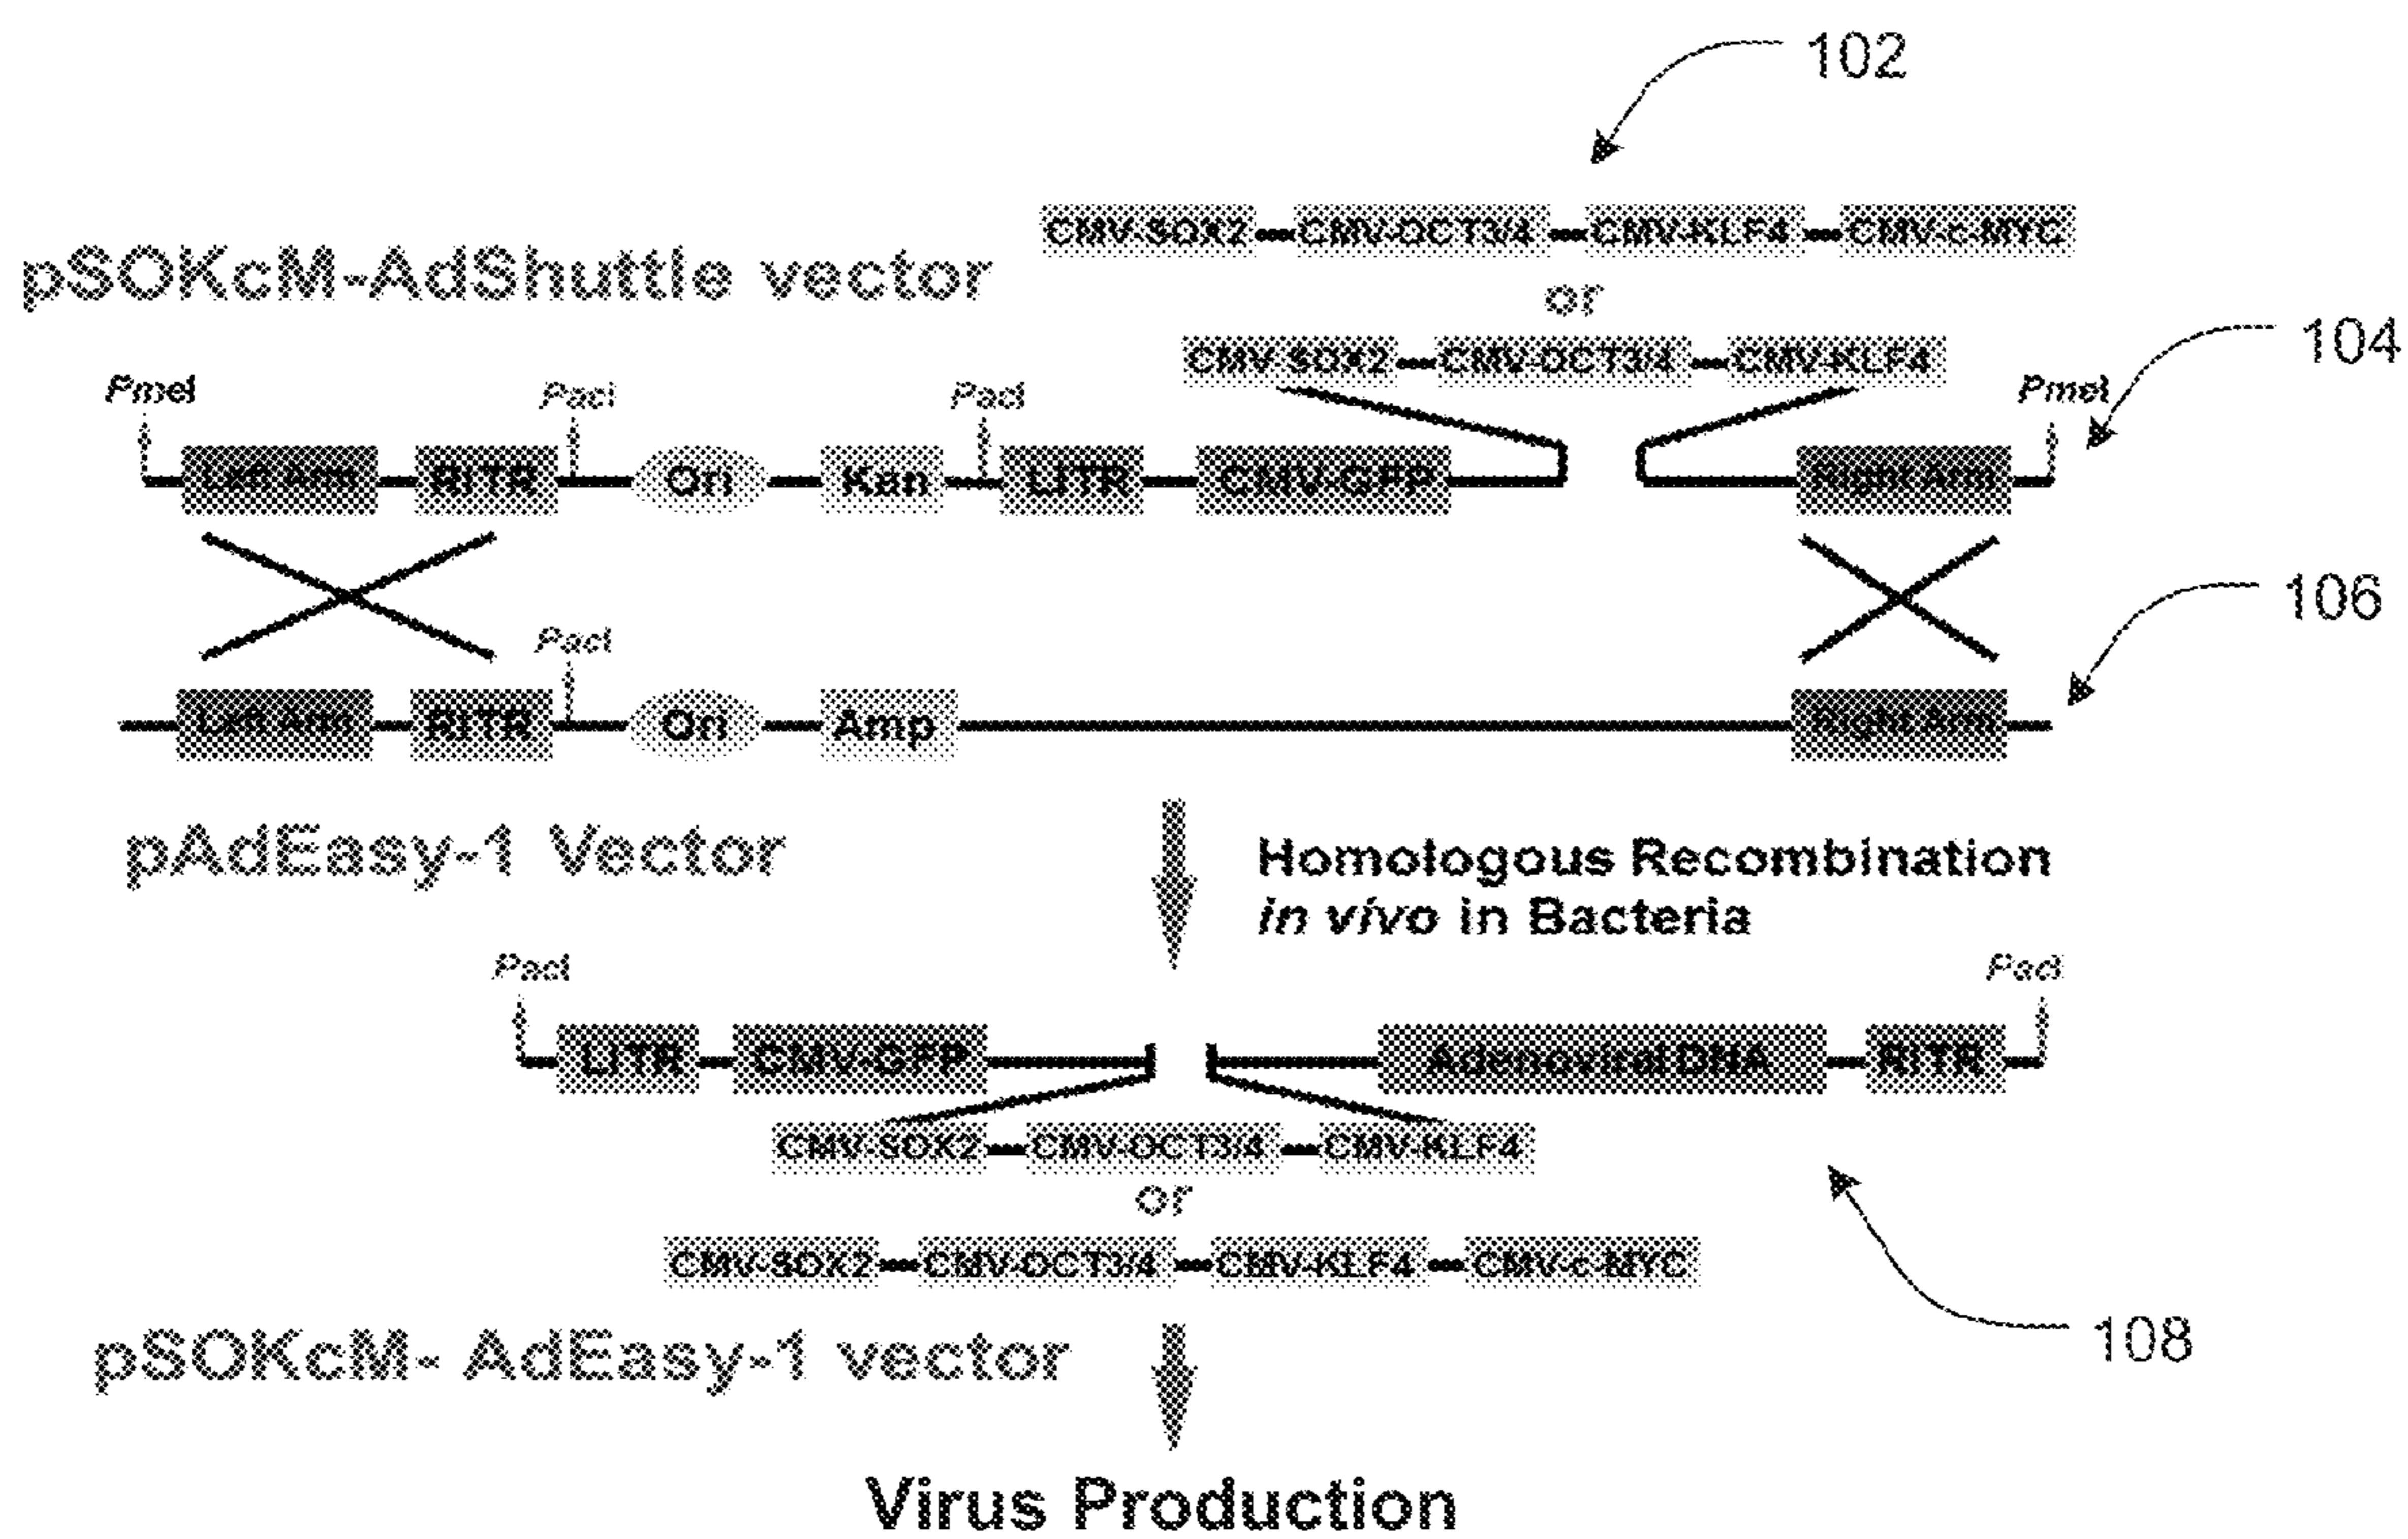 102
CMV-SOX2 CMV-OCT3/4 CMV-KLF4 CMV-c-MYC
pSOKcM-AdShuttle vector
or
CMV-SOX2 CMV-OCT3/4 CMV-KLF4
104
PmeI PacI PacI PmeI
Left Arm RITR Ori Kan LITR CMV-GFP Right Arm
106
PacI
Left Arm RITR Ori Amp Right Arm
pAdEasy-1 Vector
Homologous Recombination
in vivo in Bacteria
PacI PacI
LITR CMV-GFP Adenoviral DNA RITR
CMV-SOX2 CMV-OCT3/4 CMV-KLF4
or
CMV-SOX2 CMV-OCT3/4 CMV-KLF4 CMV-c-MYC
108
pSOKcM- AdEasy-1 vector
Virus Production